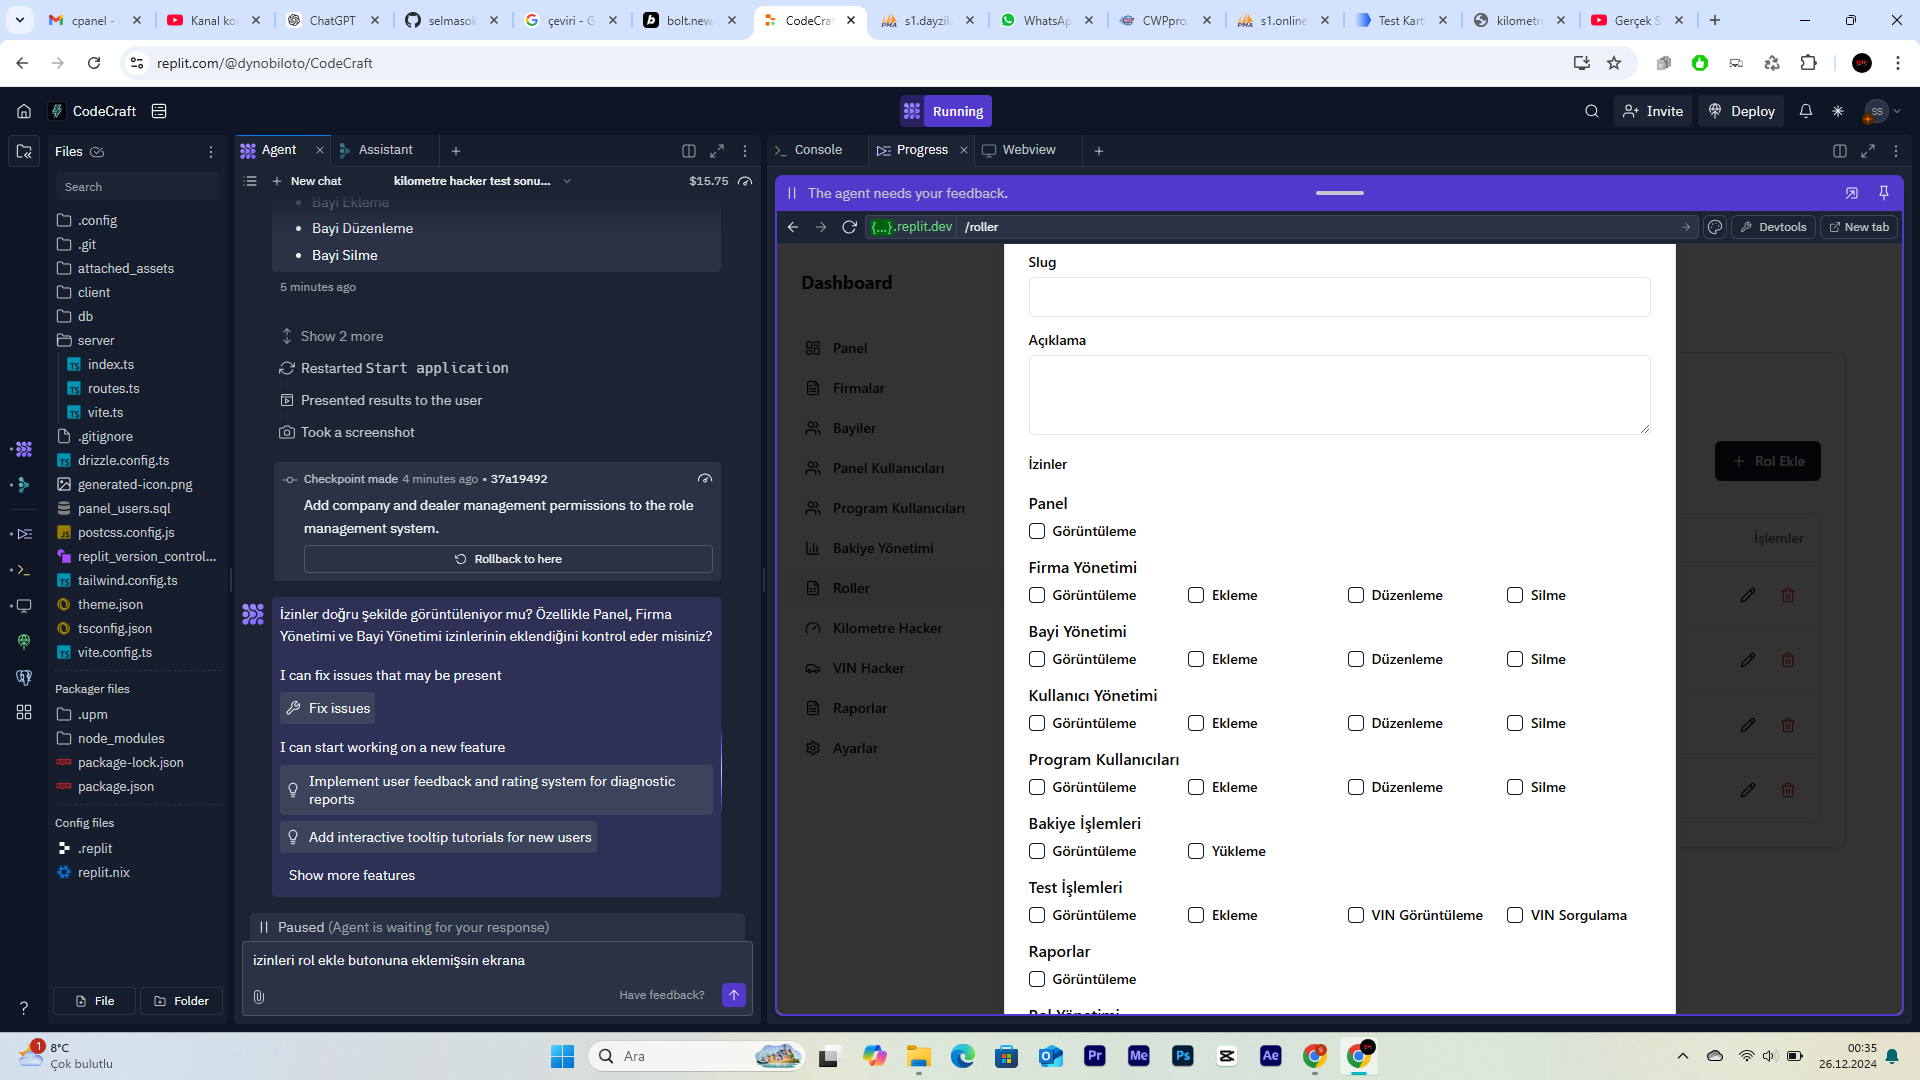 cpanel -
Kanal ko
ChatGPT
selmasok
çeviri - G
bolt.new
CodeCra
s1.dayzil
WhatsAp
CWPpro
s1.online
Test Kart
kilometre
Gerçek S
replit.com/@dynobiloto/CodeCraft
CodeCraft
Running
Invite
Deploy
SS
Files
Agent
Assistant
Console
Progress
Webview
Search
New chat
kilometre hacker test sonu...
$15.75
The agent needs your feedback.
{...}.replit.dev
/roller
Devtools
New tab
.config
.git
attached_assets
client
db
server
index.ts
routes.ts
vite.ts
.gitignore
drizzle.config.ts
generated-icon.png
panel_users.sql
postcss.config.js
replit_version_control...
tailwind.config.ts
theme.json
tsconfig.json
vite.config.ts
Packager files
.upm
node_modules
package-lock.json
package.json
Config files
.replit
replit.nix
File
Folder
Bayi Ekleme
Bayi Düzenleme
Bayi Silme
5 minutes ago
Show 2 more
Restarted Start application
Presented results to the user
Took a screenshot
Checkpoint made 4 minutes ago • 37a19492
Add company and dealer management permissions to the role
management system.
Rollback to here
İzinler doğru şekilde görüntüleniyor mu? Özellikle Panel, Firma
Yönetimi ve Bayi Yönetimi izinlerinin eklendiğini kontrol eder misiniz?
I can fix issues that may be present
Fix issues
I can start working on a new feature
Implement user feedback and rating system for diagnostic
reports
Add interactive tooltip tutorials for new users
Show more features
Paused (Agent is waiting for your response)
izinleri rol ekle butonuna eklemişsin ekrana
Have feedback?
Dashboard
Panel
Firmalar
Bayiler
Panel Kullanıcıları
Program Kullanıcıları
Bakiye Yönetimi
Roller
Kilometre Hacker
VIN Hacker
Raporlar
Ayarlar
Slug
Açıklama
İzinler
Panel
Görüntüleme
Firma Yönetimi
Görüntüleme Ekleme Düzenleme Silme
Bayi Yönetimi
Görüntüleme Ekleme Düzenleme Silme
Kullanıcı Yönetimi
Görüntüleme Ekleme Düzenleme Silme
Program Kullanıcıları
Görüntüleme Ekleme Düzenleme Silme
Bakiye İşlemleri
Görüntüleme Yükleme
Test İşlemleri
Görüntüleme Ekleme VIN Görüntüleme VIN Sorgulama
Raporlar
Görüntüleme
Rol Yönetimi
Rol Ekle
İşlemler
1
8°C
Çok bulutlu
Ara
Pr
Me
Ps
Ae
00:35
26.12.2024